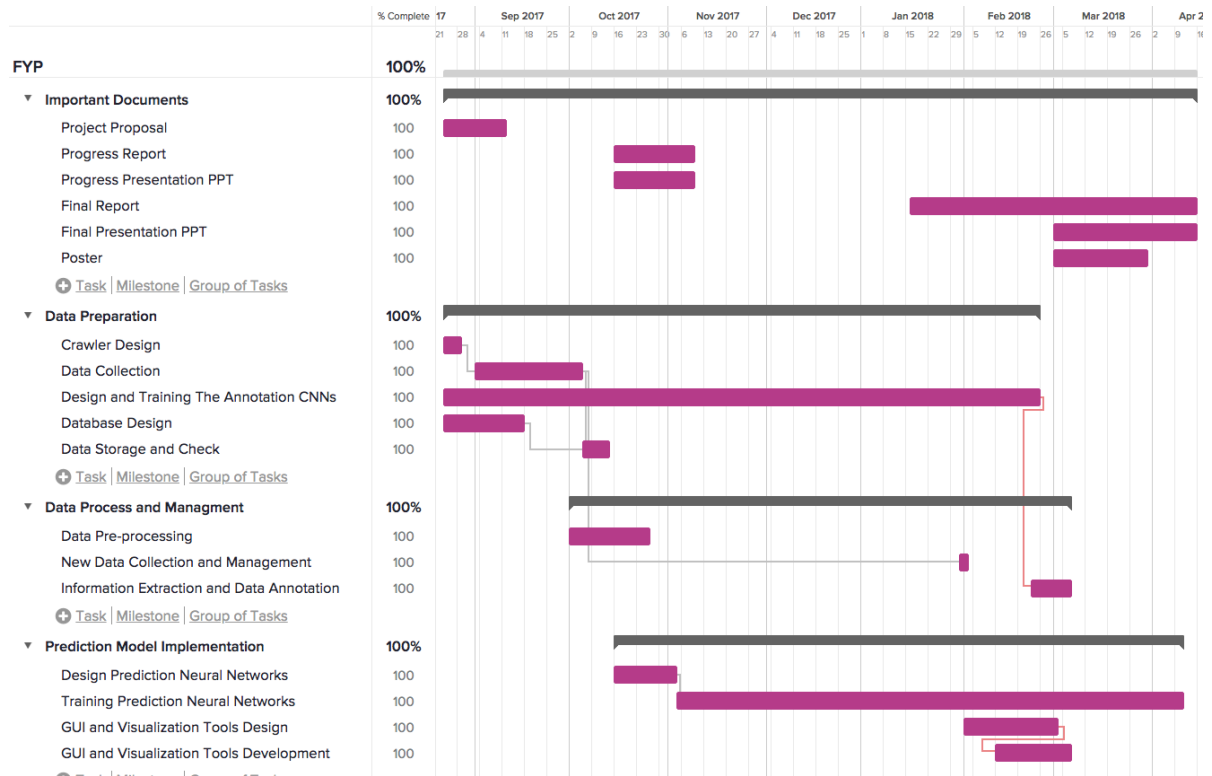 % Complete 17 Sep 2017 Oct 2017 Nov 2017 Dec 2017 Jan 2018 Feb 2018 Mar 2018 Apr 2
21 28 4 11 18 25 2 9 16 23 30 6 13 20 27 4 11 18 25 1 8 15 22 29 5 12 19 26 5 12 19 26 2 9 16
FYP 100%
Important Documents 100%
Project Proposal 100
Progress Report 100
Progress Presentation PPT 100
Final Report 100
Final Presentation PPT 100
Poster 100
Task Milestone Group of Tasks
Data Preparation 100%
Crawler Design 100
Data Collection 100
Design and Training The Annotation CNNs 100
Database Design 100
Data Storage and Check 100
Task Milestone Group of Tasks
Data Process and Managment 100%
Data Pre-processing 100
New Data Collection and Management 100
Information Extraction and Data Annotation 100
Task Milestone Group of Tasks
Prediction Model Implementation 100%
Design Prediction Neural Networks 100
Training Prediction Neural Networks 100
GUI and Visualization Tools Design 100
GUI and Visualization Tools Development 100